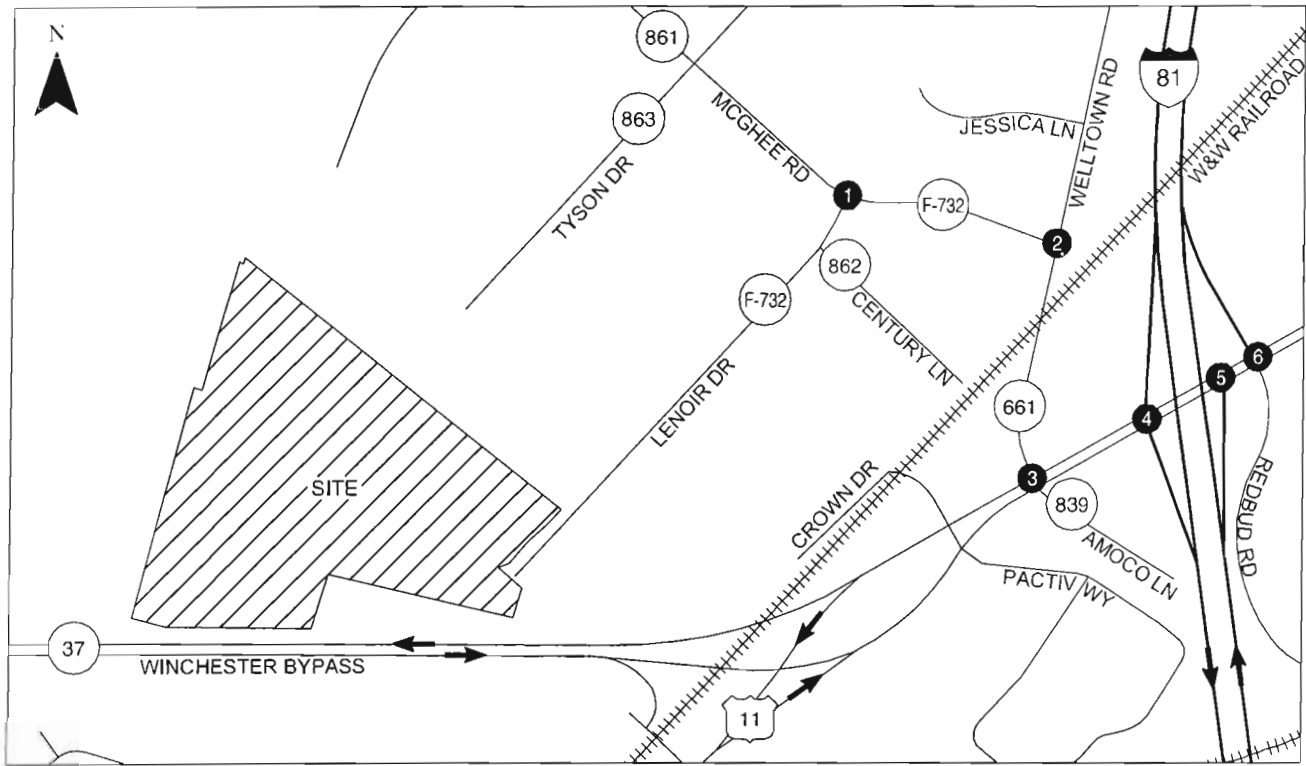 N
861
81
863
MCGHEE RD
JESSICA LN
WELLTOWN RD
W&W RAILROAD
TYSON DR
1
F-732
2
862
F-732
CENTURY LN
LENOIR DR
661
6
5
4
3
839
SITE
CROWN DR
AMOCO LN
REDBUD RD
PACTIV WY
37
WINCHESTER BYPASS
11